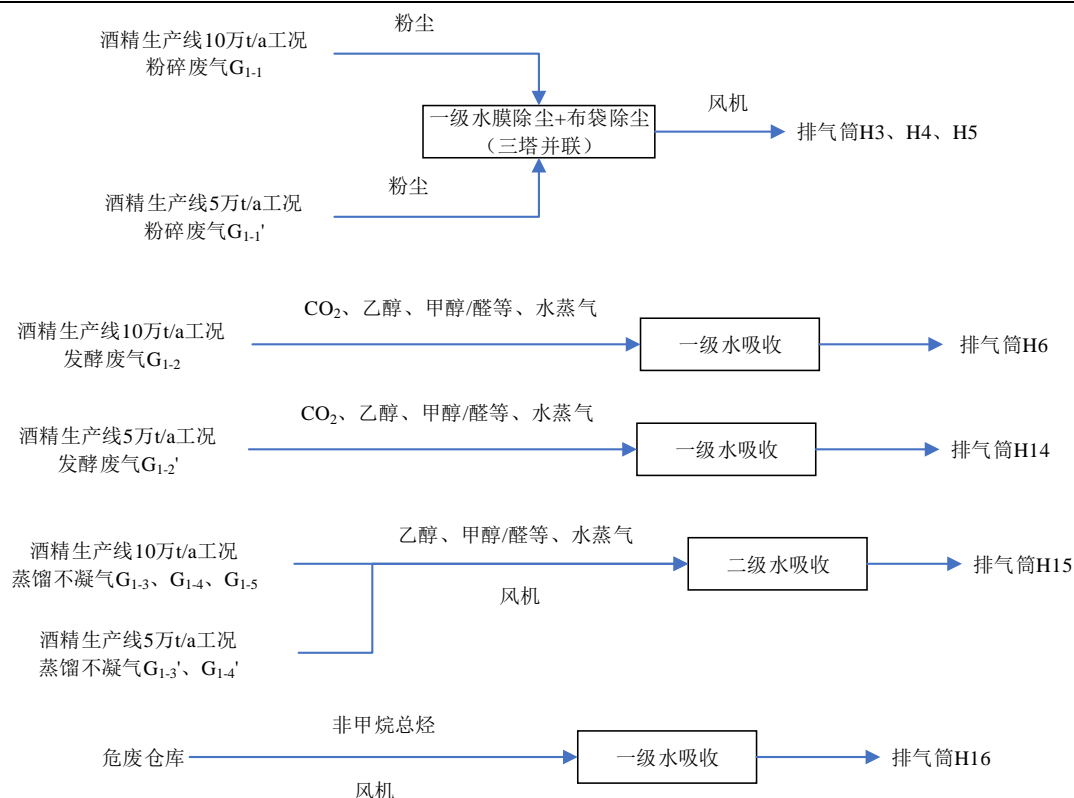 粉尘
酒精生产线10万t/a工况
粉碎废气G1-1
风机
一级水膜除尘+布袋除尘
（三塔并联）
排气筒H3、H4、H5
粉尘
酒精生产线5万t/a工况
粉碎废气G1-1'
CO2、乙醇、甲醇/醛等、水蒸气
酒精生产线10万t/a工况
发酵废气G1-2
一级水吸收
排气筒H6
CO2、乙醇、甲醇/醛等、水蒸气
酒精生产线5万t/a工况
发酵废气G1-2'
一级水吸收
排气筒H14
乙醇、甲醇/醛等、水蒸气
酒精生产线10万t/a工况
蒸馏不凝气G1-3、G1-4、G1-5
二级水吸收
排气筒H15
风机
酒精生产线5万t/a工况
蒸馏不凝气G1-3'、G1-4'
非甲烷总烃
危废仓库
一级水吸收
排气筒H16
风机